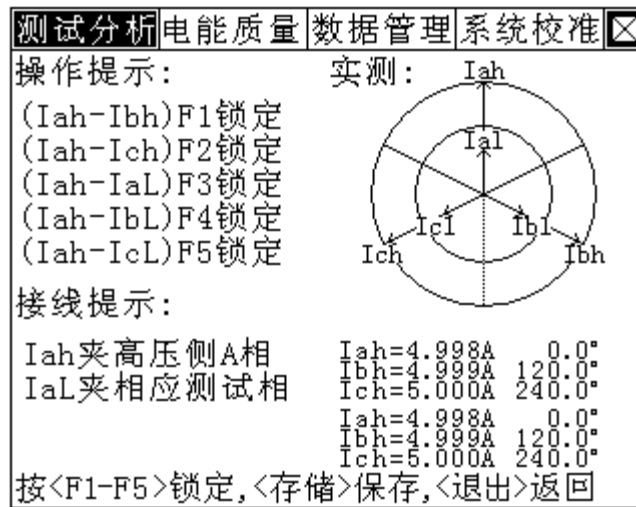 测试分析 电能质量 数据管理 系统校准
操作提示:
(Iah-Ibh)F1锁定
(Iah-Ich)F2锁定
(Iah-IaL)F3锁定
(Iah-IbL)F4锁定
(Iah-IcL)F5锁定
接线提示:
Iah夹高压侧A相
IaL夹相应测试相
实测:
Iah
Ial
Icl
Ibl
Ich
Ibh
Iah=4.998A 0.0°
Ibh=4.999A 120.0°
Ich=5.000A 240.0°
Iah=4.998A 0.0°
Ibh=4.999A 120.0°
Ich=5.000A 240.0°
按<F1-F5>锁定,<存储>保存,<退出>返回